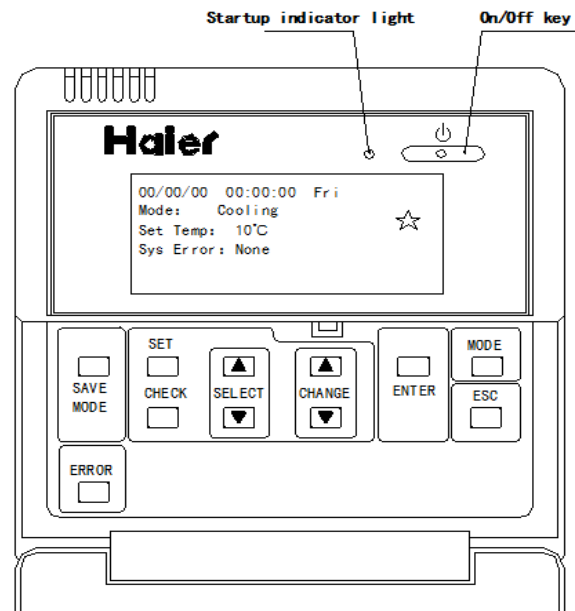 Startup indicator light On/Off key
Haier
00/00/00 00:00:00 Fri
Mode: Cooling
Set Temp: 10℃
Sys Error: None
SET
MODE
SAVE MODE
CHECK
SELECT
CHANGE
ENTER
ESC
ERROR